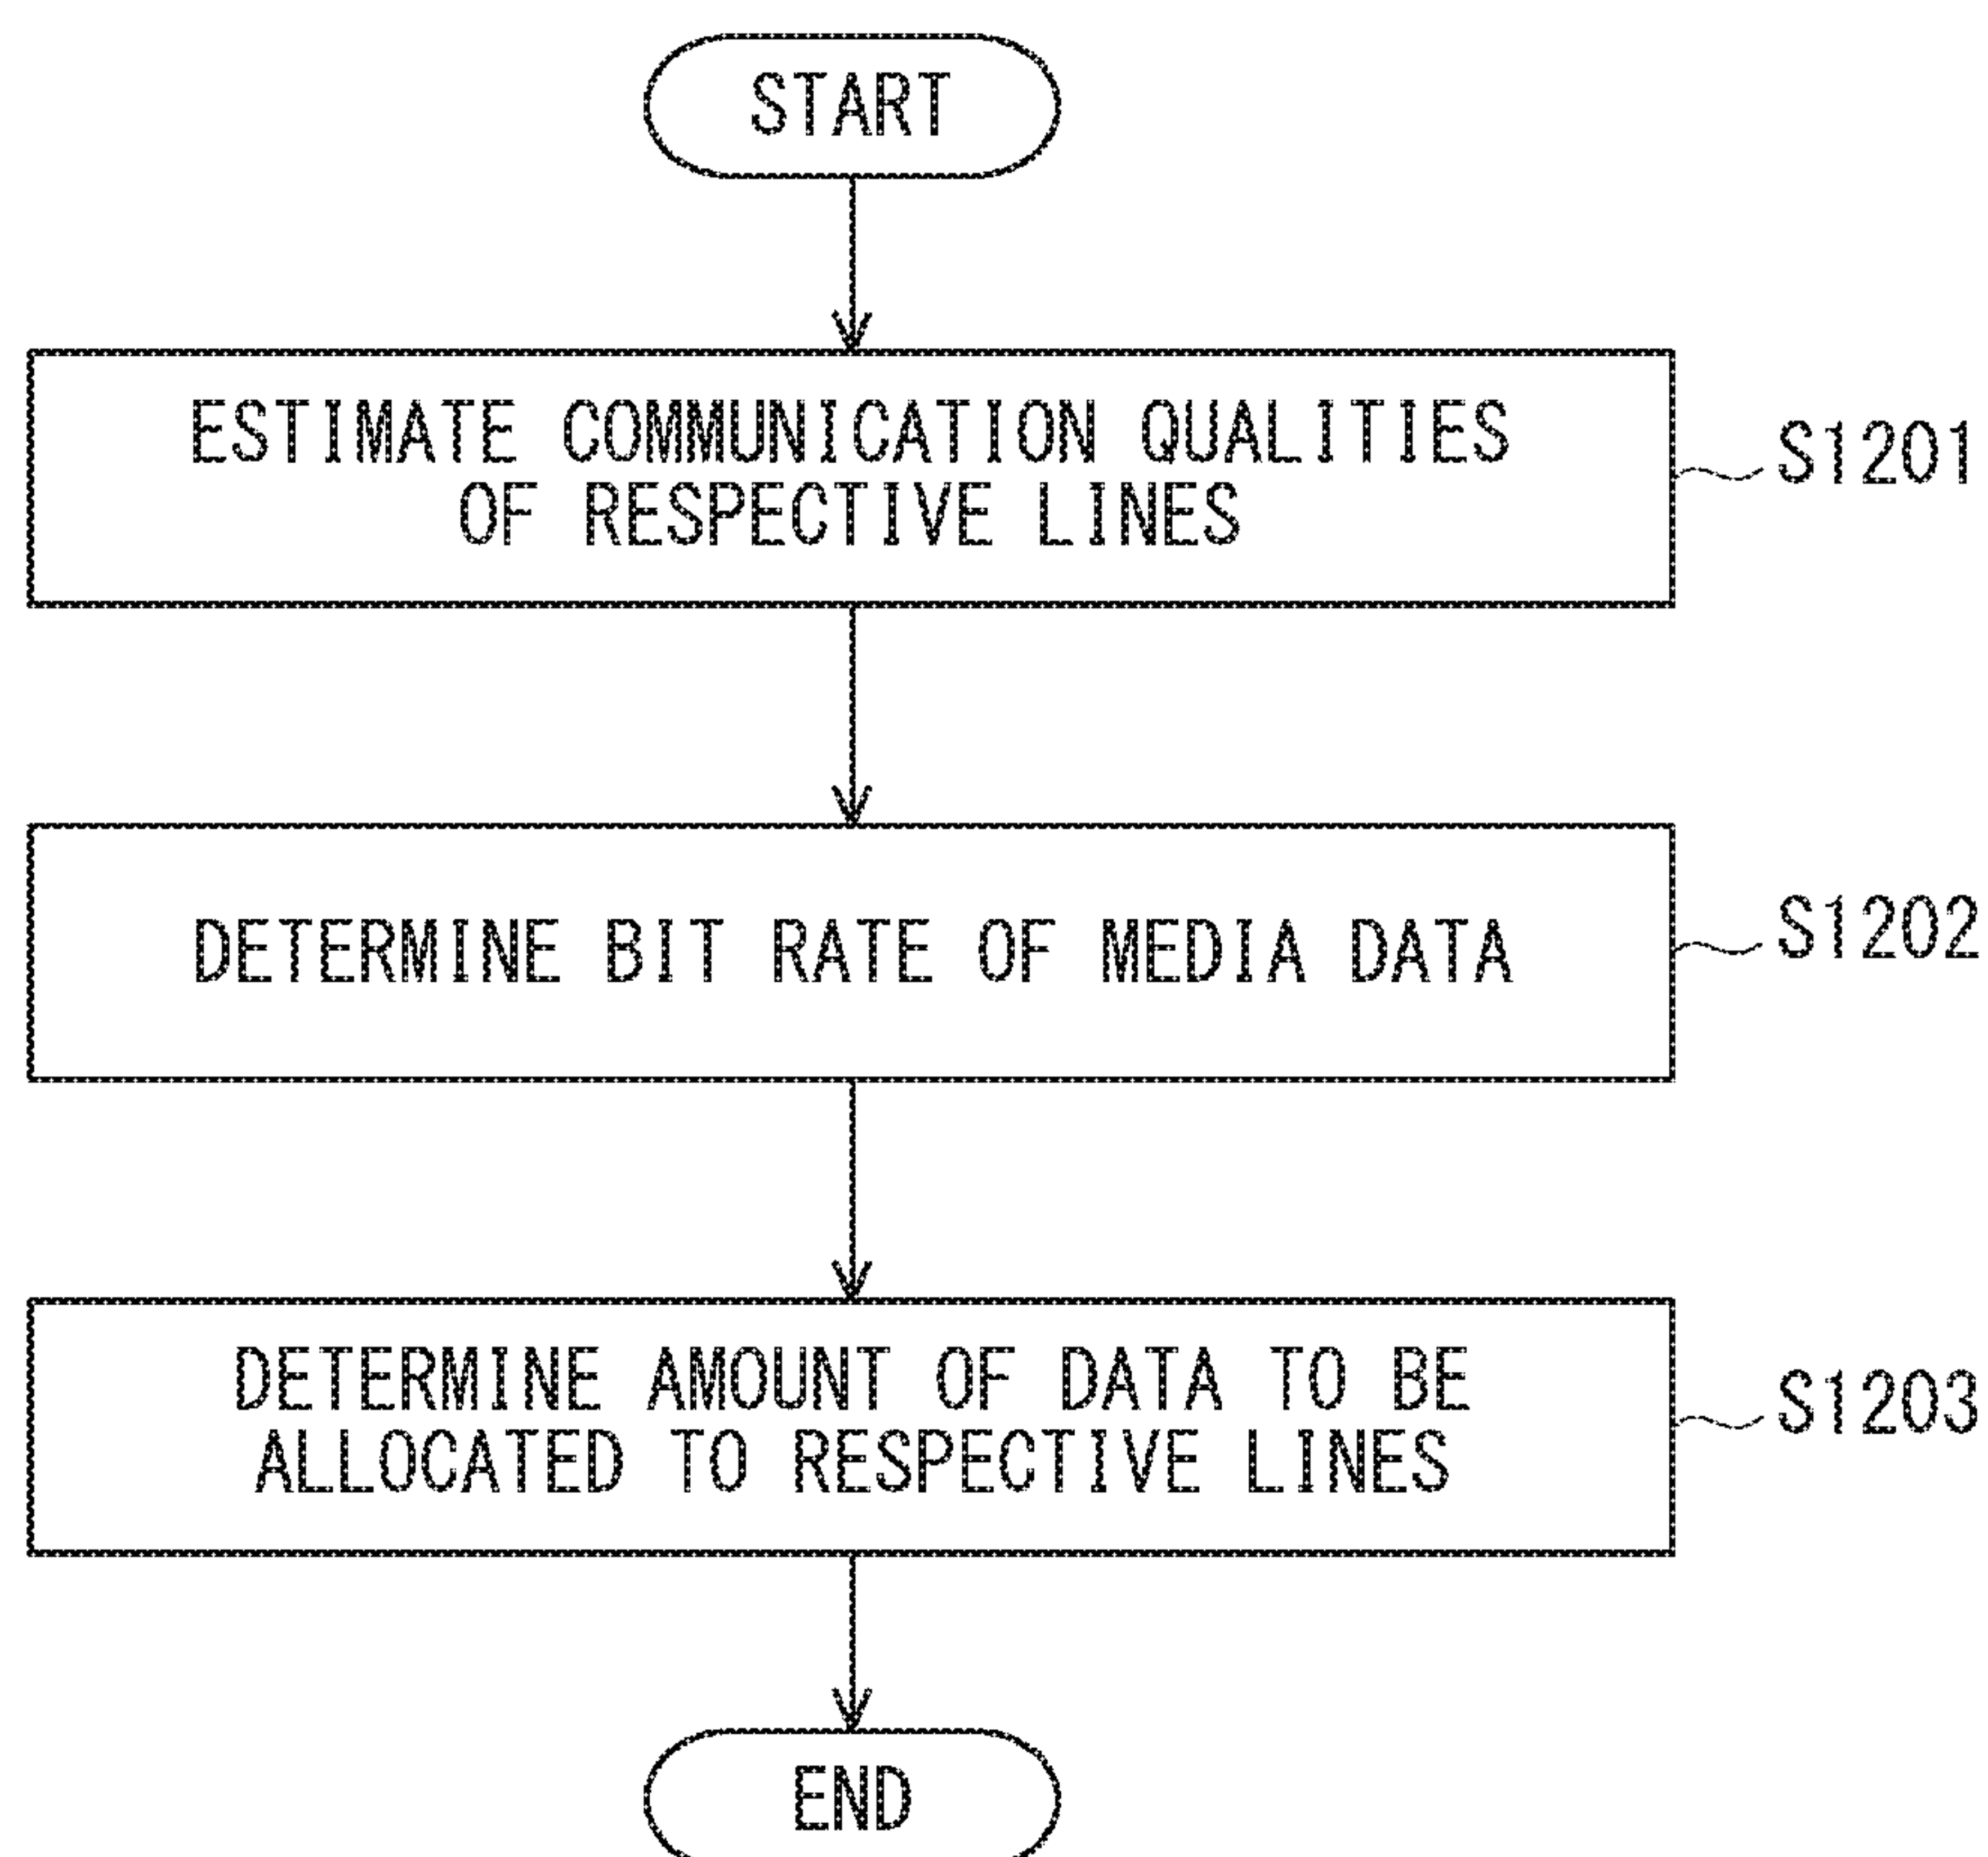 START
ESTIMATE COMMUNICATION QUALITIES
OF RESPECTIVE LINES
S1201
DETERMINE BIT RATE OF MEDIA DATA
S1202
DETERMINE AMOUNT OF DATA TO BE
ALLOCATED TO RESPECTIVE LINES
S1203
END